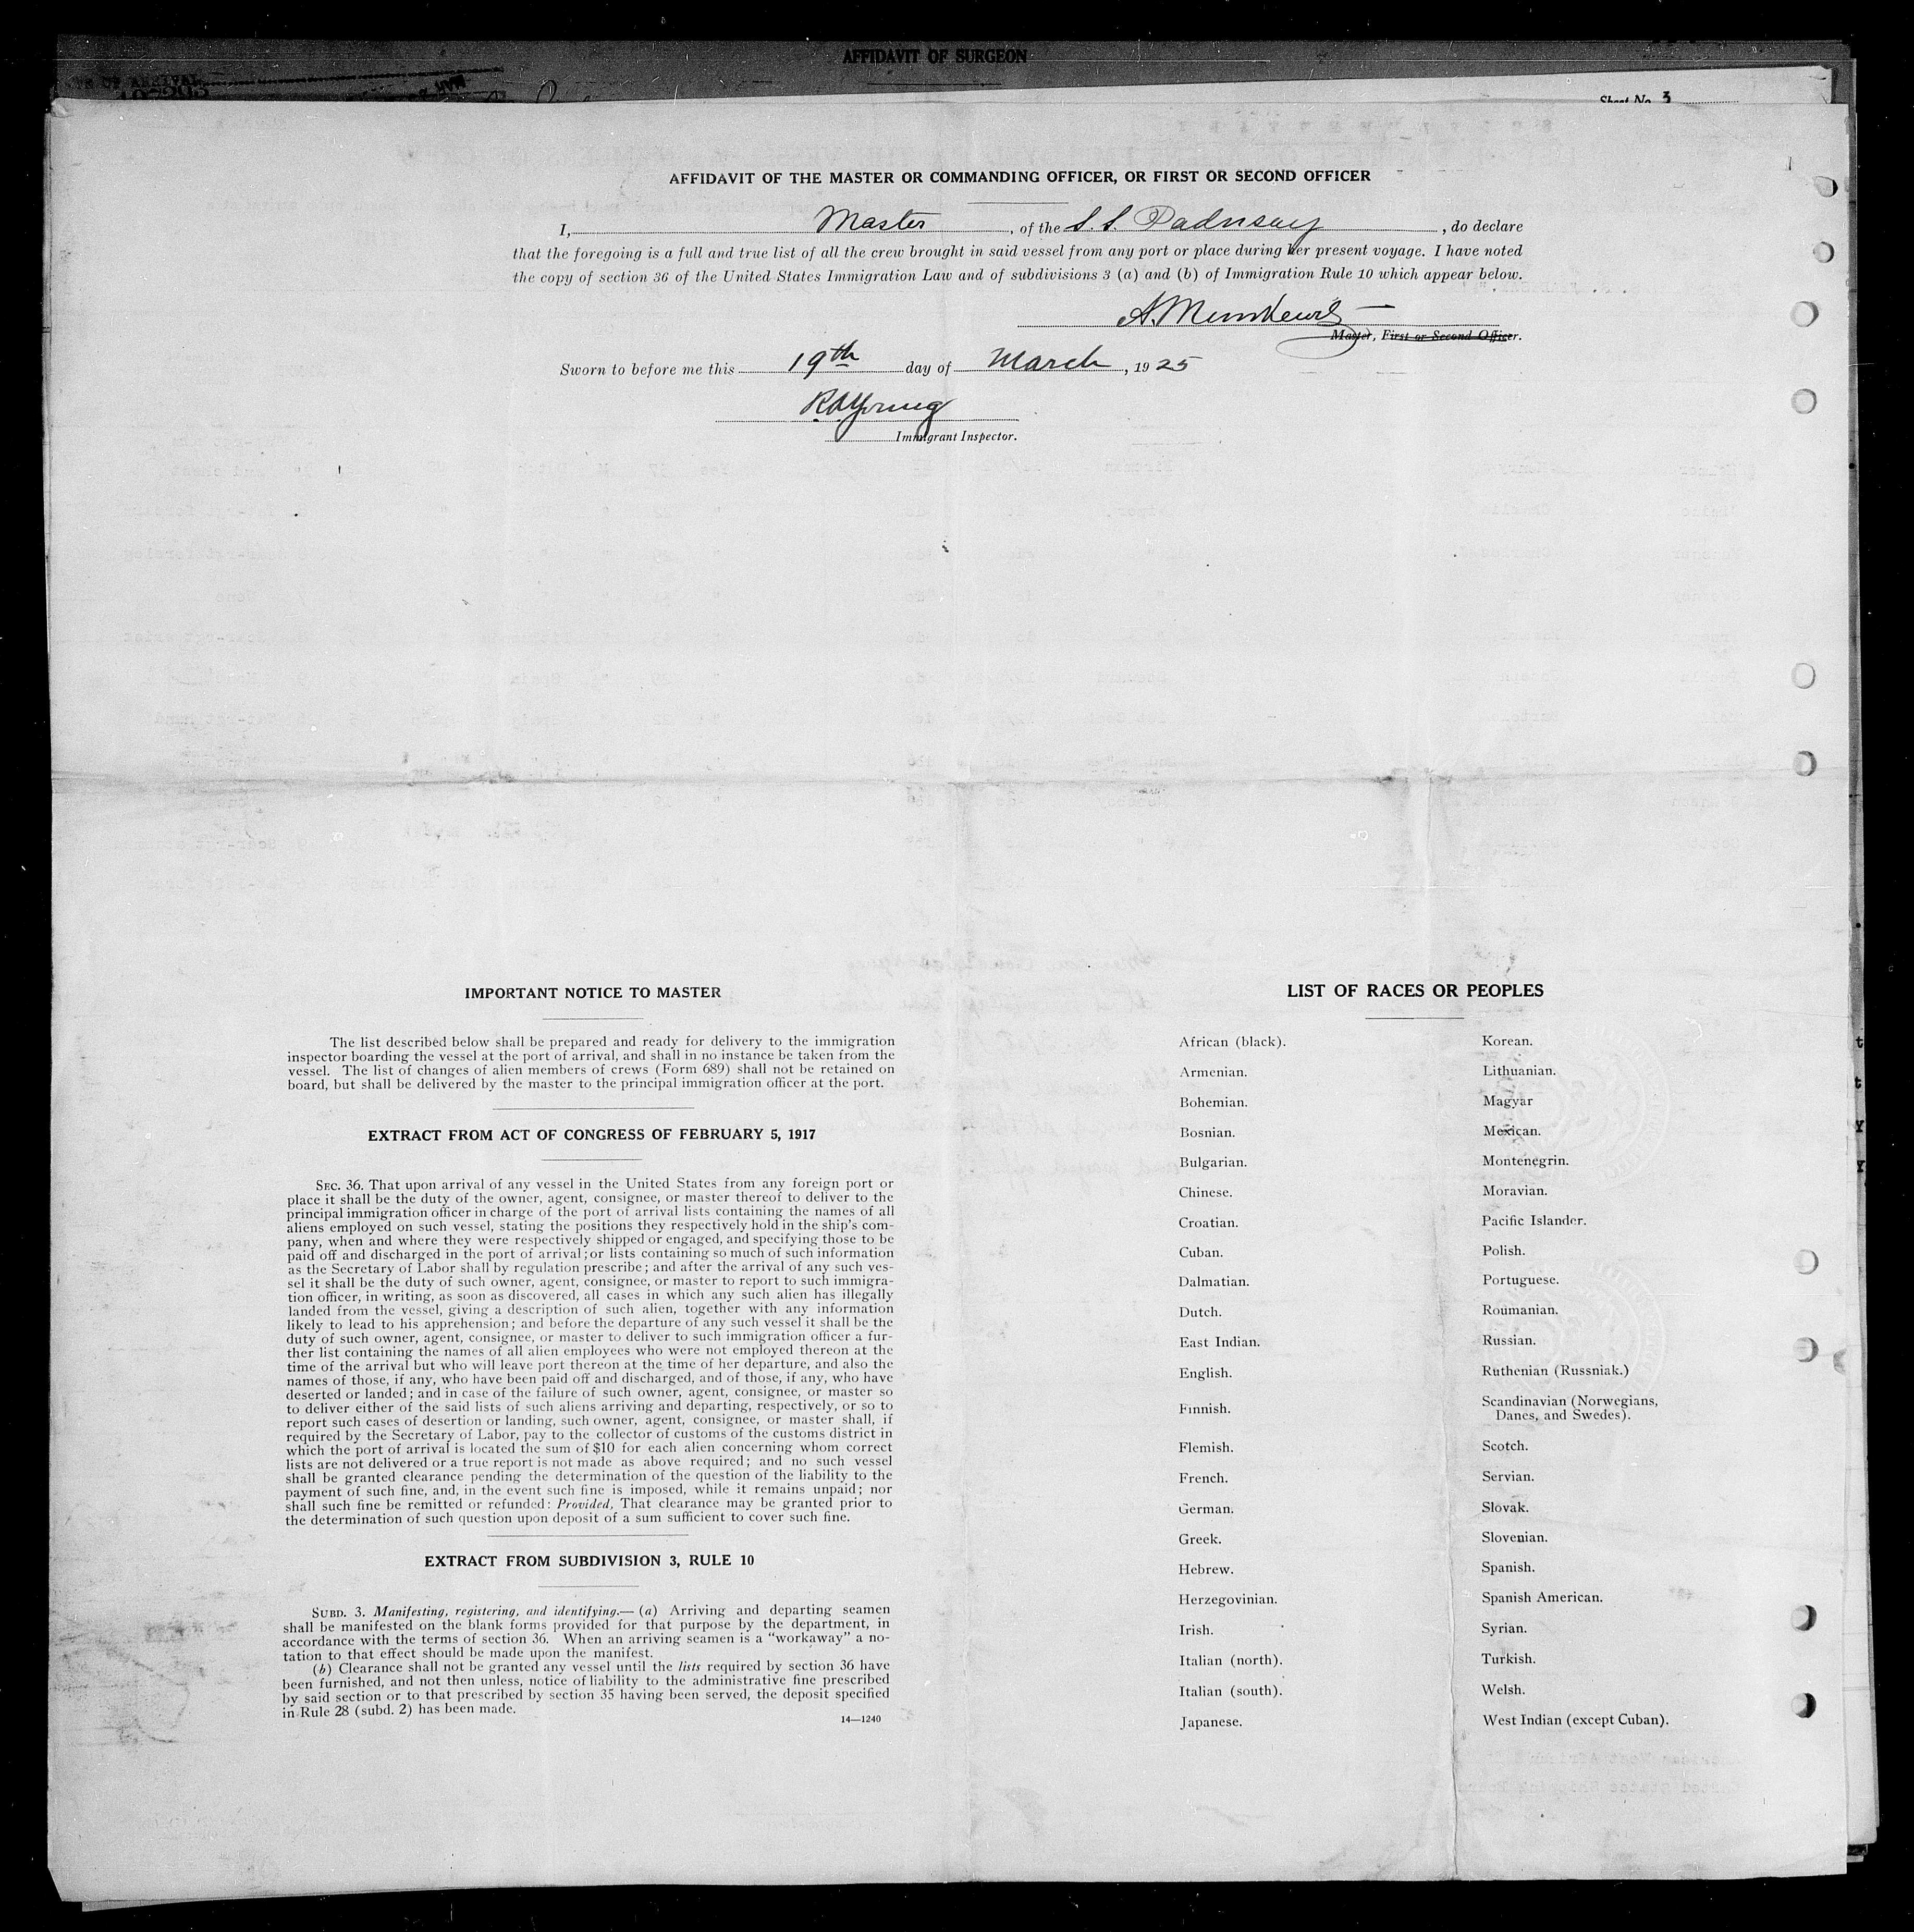 AFFIDAVIT OF SURGEON
Sheet No. 3
AFFIDAVIT OF THE MASTER OR COMMANDING OFFICER, OR FIRST OR SECOND OFFICER
I, Master, of the S.S. Padnsay, do declare
that the foregoing is a full and true list of all the crew brought in said vessel from any port or place during her present voyage. I have noted
the copy of section 36 of the United States Immigration Law and of subdivisions 3 (a) and (b) of Immigration Rule 10 which appear below.
Master, First or Second Officer.
Sworn to before me this 19th day of March, 1925
R A Young
Immigrant Inspector.
IMPORTANT NOTICE TO MASTER
The list described below shall be prepared and ready for delivery to the immigration
inspector boarding the vessel at the port of arrival, and shall in no instance be taken from the
vessel. The list of changes of alien members of crews (Form 689) shall not be retained on
board, but shall be delivered by the master to the principal immigration officer at the port.
EXTRACT FROM ACT OF CONGRESS OF FEBRUARY 5, 1917
SEC. 36. That upon arrival of any vessel in the United States from any foreign port or
place it shall be the duty of the owner, agent, consignee, or master thereof to deliver to the
principal immigration officer in charge of the port of arrival lists containing the names of all
aliens employed on such vessel, stating the positions they respectively hold in the ship's com-
pany, when and where they were respectively shipped or engaged, and specifying those to be
paid off and discharged in the port of arrival; or lists containing so much of such information
as the Secretary of Labor shall by regulation prescribe; and after the arrival of any such ves-
sel it shall be the duty of such owner, agent, consignee, or master to report to such immigra-
tion officer, in writing, as soon as discovered, all cases in which any such alien has illegally
landed from the vessel, giving a description of such alien, together with any information
likely to lead to his apprehension; and before the departure of any such vessel it shall be the
duty of such owner, agent, consignee, or master to deliver to such immigration officer a fur-
ther list containing the names of all alien employees who were not employed thereon at the
time of the arrival but who will leave port thereon at the time of her departure, and also the
names of those, if any, who have been paid off and discharged, and of those, if any, who have
deserted or landed; and in case of the failure of such owner, agent, consignee, or master so
to deliver either of the said lists of such aliens arriving and departing, respectively, or so to
report such cases of desertion or landing, such owner, agent, consignee, or master shall, if
required by the Secretary of Labor, pay to the collector of customs of the customs district in
which the port of arrival is located the sum of $10 for each alien concerning whom correct
lists are not delivered or a true report is not made as above required; and no such vessel
shall be granted clearance pending the determination of the question of the liability to the
payment of such fine, and, in the event such fine is imposed, while it remains unpaid; nor
shall such fine be remitted or refunded: Provided, That clearance may be granted prior to
the determination of such question upon deposit of a sum sufficient to cover such fine.
EXTRACT FROM SUBDIVISION 3, RULE 10
SUBD. 3. Manifesting, registering, and identifying.—(a) Arriving and departing seamen
shall be manifested on the blank forms provided for that purpose by the department, in
accordance with the terms of section 36. When an arriving seamen is a "workaway" a no-
tation to that effect should be made upon the manifest.
(b) Clearance shall not be granted any vessel until the lists required by section 36 have
been furnished, and not then unless, notice of liability to the administrative fine prescribed
by said section or to that prescribed by section 35 having been served, the deposit specified
in Rule 28 (subd. 2) has been made.
14—1240
LIST OF RACES OR PEOPLES
African (black).
Armenian.
Bohemian.
Bosnian.
Bulgarian.
Chinese.
Croatian.
Cuban.
Dalmatian.
Dutch.
East Indian.
English.
Finnish.
Flemish.
French.
German.
Greek.
Hebrew.
Herzegovinian.
Irish.
Italian (north).
Italian (south).
Japanese.
Korean.
Lithuanian.
Magyar
Mexican.
Montenegrin.
Moravian.
Pacific Islander.
Polish.
Portuguese.
Roumanian.
Russian.
Ruthenian (Russniak.)
Scandinavian (Norwegians,
Danes, and Swedes).
Scotch.
Servian.
Slovak.
Slovenian.
Spanish.
Spanish American.
Syrian.
Turkish.
Welsh.
West Indian (except Cuban).